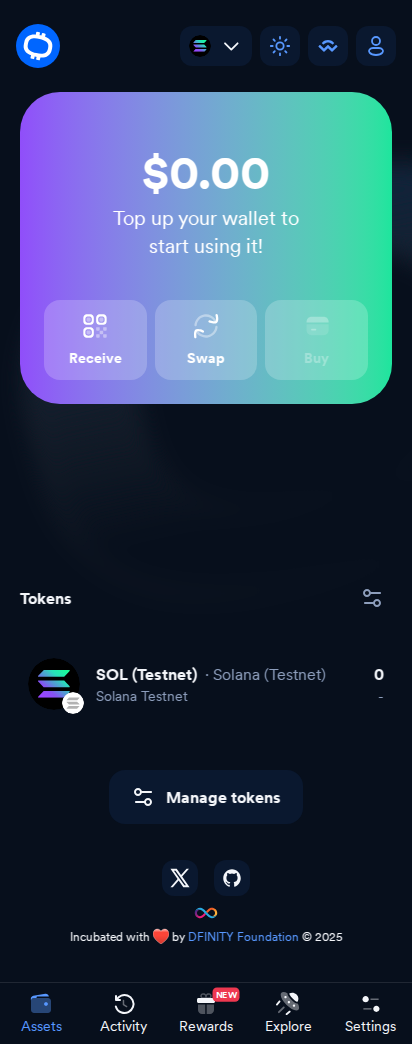 $0.00
Top up your wallet to
start using it!
Receive
Swap
Buy
Tokens
SOL (Testnet) · Solana (Testnet)
0
Solana Testnet
-
Manage tokens
Incubated with ❤️ by DFINITY Foundation © 2025
NEW
Assets
Activity
Rewards
Explore
Settings